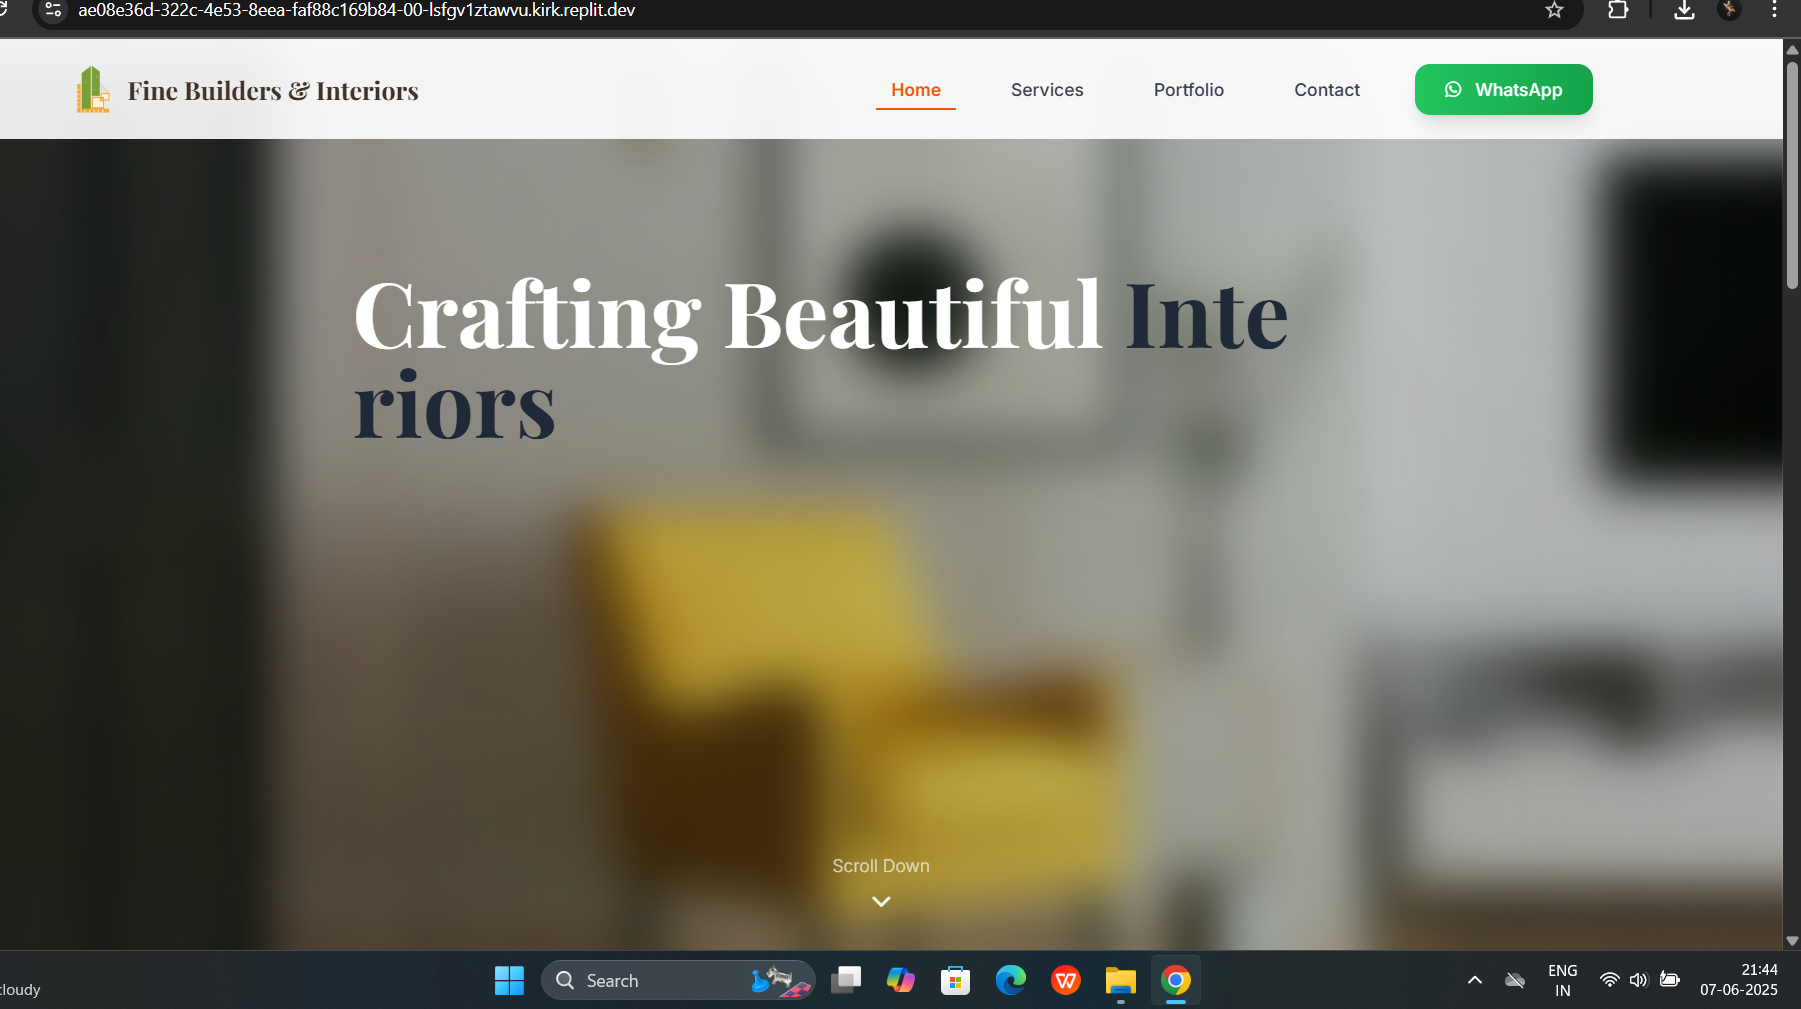 ae08e36d-322c-4e53-8eea-faf88c169b84-00-lsfgv1ztawvu.kirk.replit.dev
Fine Builders & Interiors
Home
Services
Portfolio
Contact
WhatsApp
Crafting Beautiful Inte
riors
Scroll Down
cloudy
Search
ENG
IN
21:44
07-06-2025